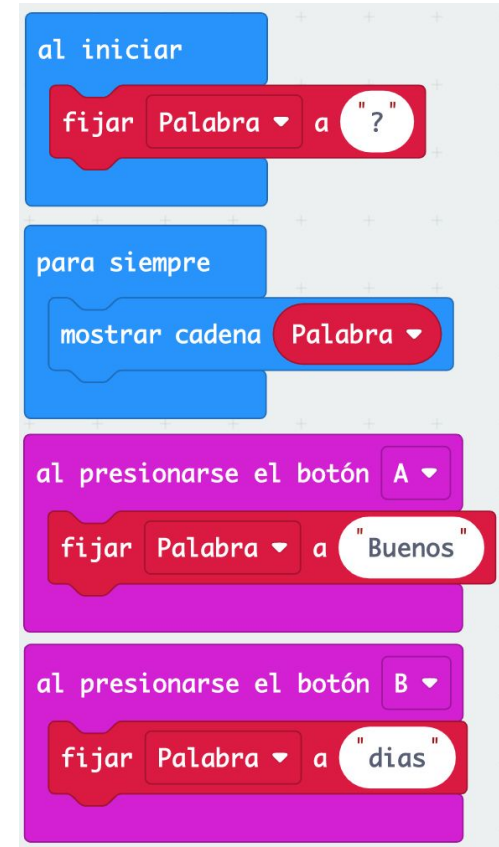 al iniciar
fijar Palabra a "?"
para siempre
mostrar cadena Palabra
al presionarse el botón A
fijar Palabra a "Buenos"
al presionarse el botón B
fijar Palabra a "dias"